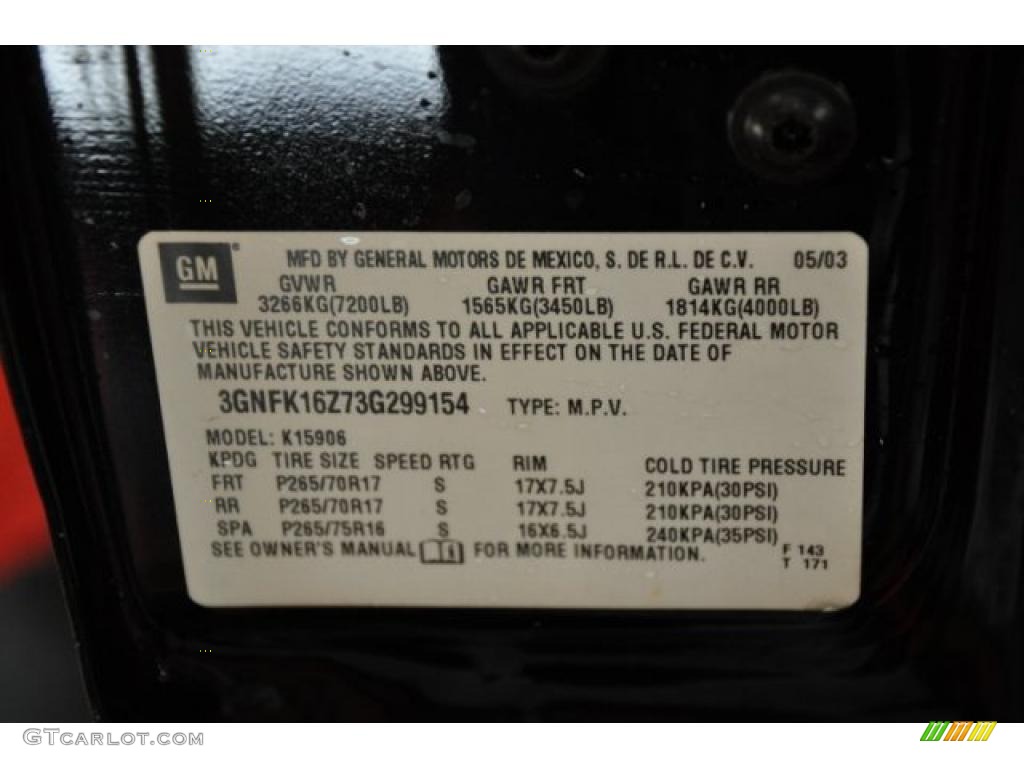 GM®
MFD BY GENERAL MOTORS DE MEXICO, S. DE R.L. DE C.V. 05/03
GVWR GAWR FRT GAWR RR
3266KG(7200LB) 1565KG(3450LB) 1814KG(4000LB)
THIS VEHICLE CONFORMS TO ALL APPLICABLE U.S. FEDERAL MOTOR
VEHICLE SAFETY STANDARDS IN EFFECT ON THE DATE OF
MANUFACTURE SHOWN ABOVE.
3GNFK16Z73G299154 TYPE: M.P.V.
MODEL: K15906
KPDG TIRE SIZE SPEED RTG RIM COLD TIRE PRESSURE
FRT P265/70R17 S 17X7.5J 210KPA(30PSI)
RR P265/70R17 S 17X7.5J 210KPA(30PSI)
SPA P265/75R16 S 16X6.5J 240KPA(35PSI)
SEE OWNER'S MANUAL FOR MORE INFORMATION.
F 143
T 171
GTCARLOT.COM